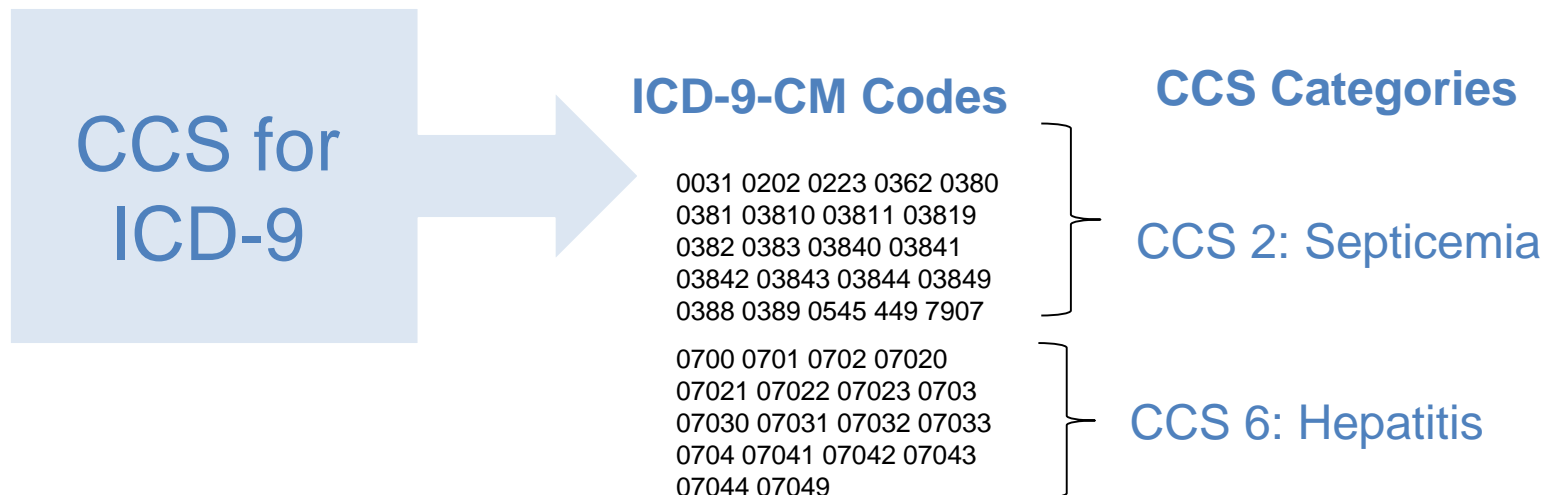 CCS for
ICD-9
ICD-9-CM Codes
0031 0202 0223 0362 0380
0381 03810 03811 03819
0382 0383 03840 03841
03842 03843 03844 03849
0388 0389 0545 449 7907
0700 0701 0702 07020
07021 07022 07023 0703
07030 07031 07032 07033
0704 07041 07042 07043
07044 07049
CCS Categories
CCS 2: Septicemia
CCS 6: Hepatitis